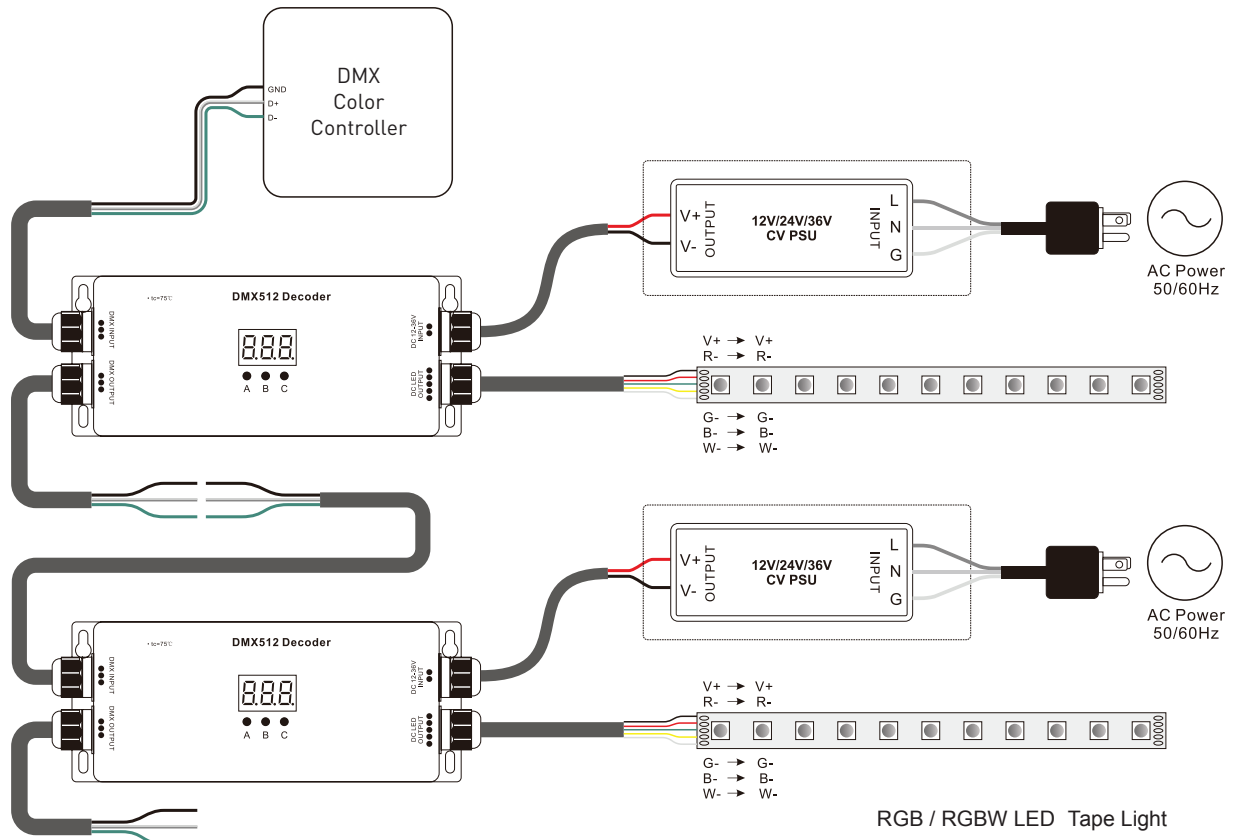 DMX
Color
Controller
GND
D+
D-
V+
V-
OUTPUT
12V/24V/36V
CV PSU
INPUT
L
N
G
AC Power
50/60Hz
• tc=75℃
DMX512 Decoder
DMX INPUT
DMX OUTPUT
8.8.8.
A B C
DC 12-36V
INPUT
DC LED
OUTPUT
V+ → V+
R- → R-
G- → G-
B- → B-
W- → W-
V+
V-
OUTPUT
12V/24V/36V
CV PSU
INPUT
L
N
G
AC Power
50/60Hz
• tc=75℃
DMX512 Decoder
DMX INPUT
DMX OUTPUT
8.8.8.
A B C
DC 12-36V
INPUT
DC LED
OUTPUT
V+ → V+
R- → R-
G- → G-
B- → B-
W- → W-
RGB / RGBW LED Tape Light